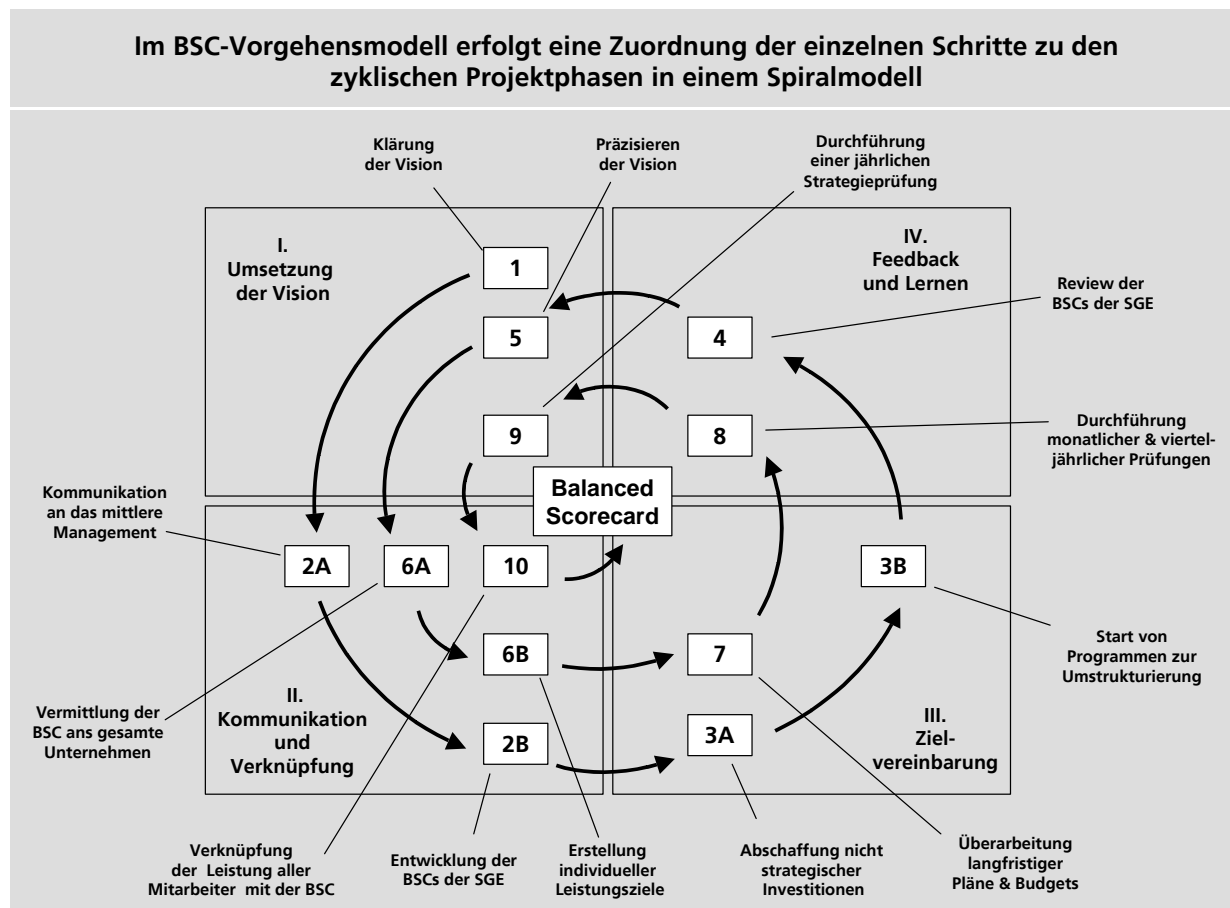 Im BSC-Vorgehensmodell erfolgt eine Zuordnung der einzelnen Schritte zu den
zyklischen Projektphasen in einem Spiralmodell
Klärung
der Vision
Präzisieren
der Vision
Durchführung
einer jährlichen
Strategieprüfung
I.
Umsetzung
der Vision
1
5
9
IV.
Feedback
und Lernen
4
8
Review der
BSCs der SGE
Durchführung
monatlicher & viertel-
jährlicher Prüfungen
Balanced
Scorecard
Kommunikation
an das mittlere
Management
2A
6A
10
6B
2B
II.
Kommunikation
und
Verknüpfung
3B
7
3A
III.
Ziel-
vereinbarung
Start von
Programmen zur
Umstrukturierung
Vermittlung der
BSC ans gesamte
Unternehmen
Verknüpfung
der Leistung aller
Mitarbeiter mit der BSC
Entwicklung der
BSCs der SGE
Erstellung
individueller
Leistungsziele
Abschaffung nicht
strategischer
Investitionen
Überarbeitung
langfristiger
Pläne & Budgets